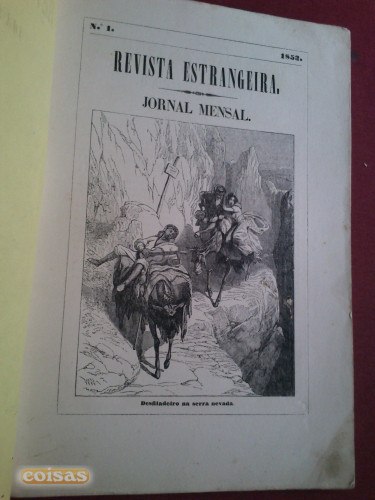 N.º 1.
1853.
REVISTA ESTRANGEIRA.
JORNAL MENSAL.
Desfiladeiro na serra nevada.
coisas